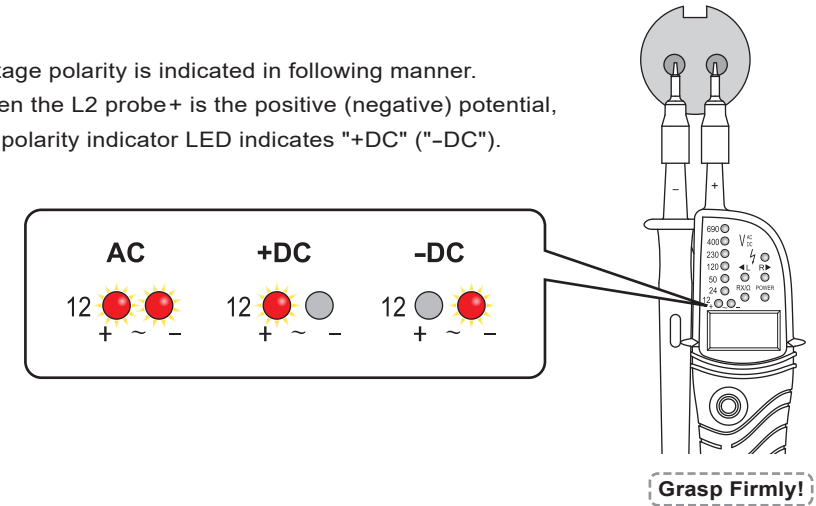 tage polarity is indicated in following manner.
en the L2 probe+ is the positive (negative) potential,
polarity indicator LED indicates "+DC" ("–DC").
AC +DC –DC
12 12 12
+ ~ – + ~ – + ~ –
– +
690
400 V AC DC
230
120 ◀L R▶
50
24 RX/Ω POWER
12
+ ~ –
Grasp Firmly!